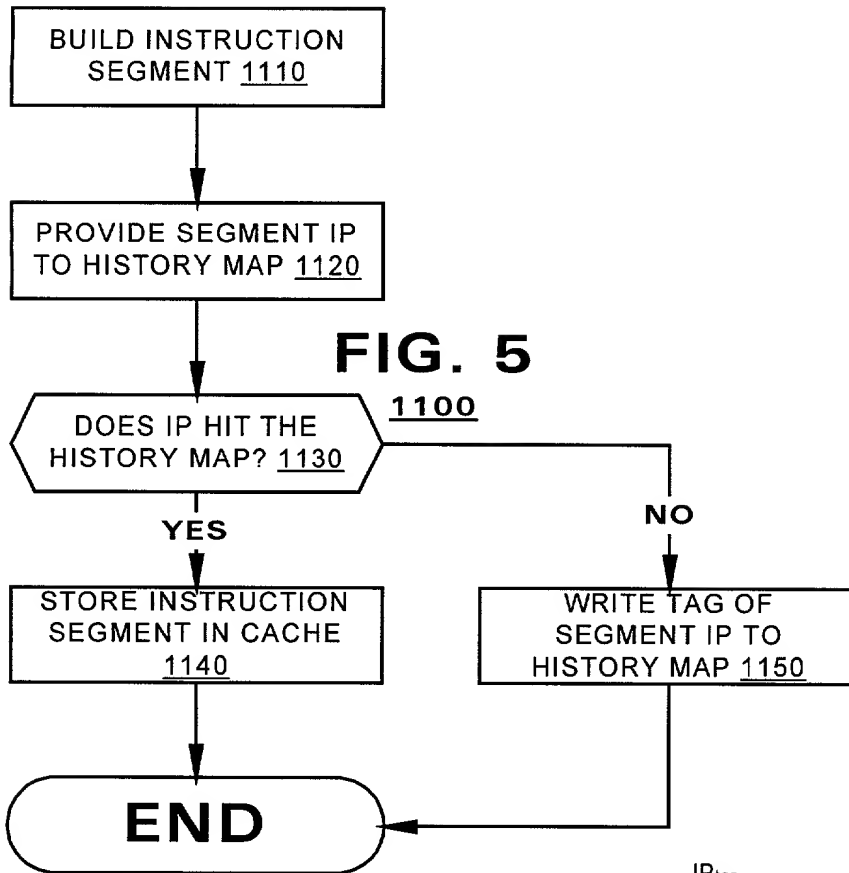 BUILD INSTRUCTION
SEGMENT 1110
PROVIDE SEGMENT IP
TO HISTORY MAP 1120
FIG. 5
1100
DOES IP HIT THE
HISTORY MAP? 1130
YES
NO
STORE INSTRUCTION
SEGMENT IN CACHE
1140
WRITE TAG OF
SEGMENT IP TO
HISTORY MAP 1150
END